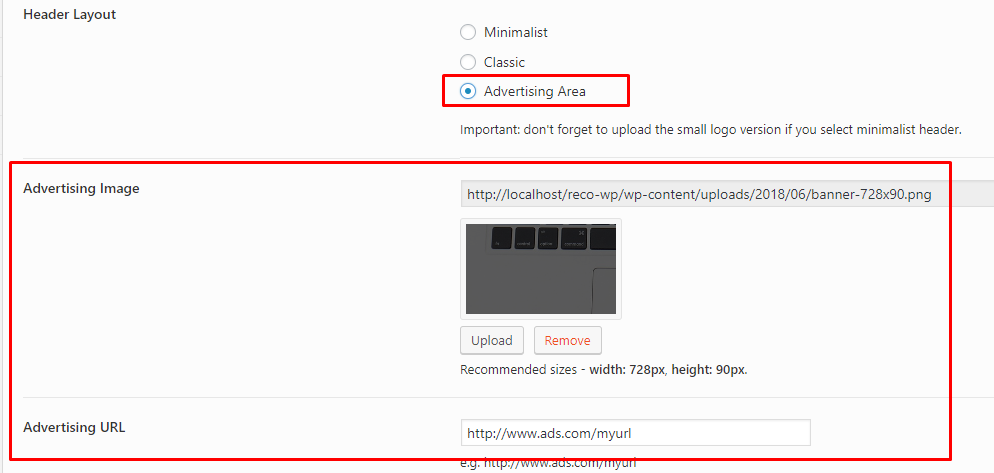 Header Layout
Minimalist
Classic
Advertising Area
Important: don't forget to upload the small logo version if you select minimalist header.
Advertising Image
http://localhost/reco-wp/wp-content/uploads/2018/06/banner-728x90.png
Upload Remove
Recommended sizes - width: 728px, height: 90px.
Advertising URL
http://www.ads.com/myurl
e.g. http://www.ads.com/myurl